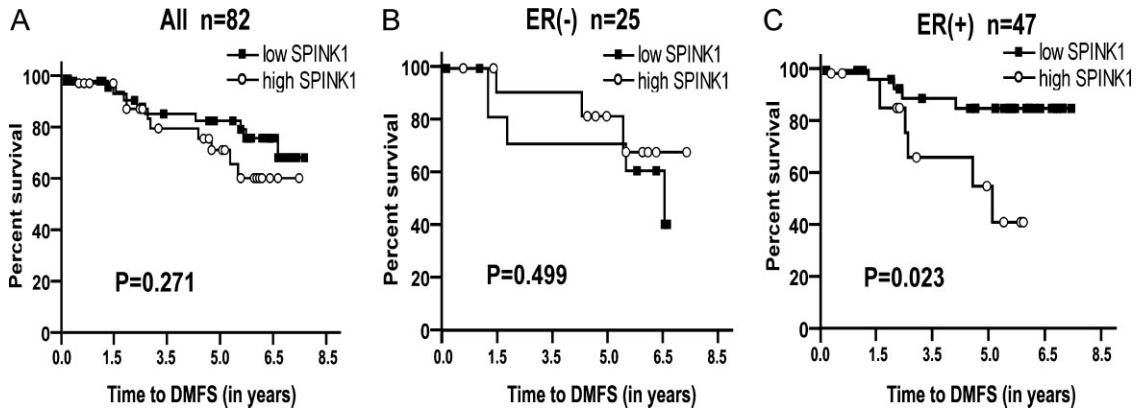 A All n=82
low SPINK1
high SPINK1
Percent survival
100
80
60
40
20
0
P=0.271
0.0 1.5 3.5 5.0 6.5 8.5
Time to DMFS (in years)
B ER(-) n=25
low SPINK1
high SPINK1
Percent survival
100
80
60
40
20
0
P=0.499
0.0 1.5 3.5 5.0 6.5 8.5
Time to DMFS (in years)
C ER(+) n=47
low SPINK1
high SPINK1
Percent survival
100
80
60
40
20
0
P=0.023
0.0 1.5 3.5 5.0 6.5 8.5
Time to DMFS (in years)